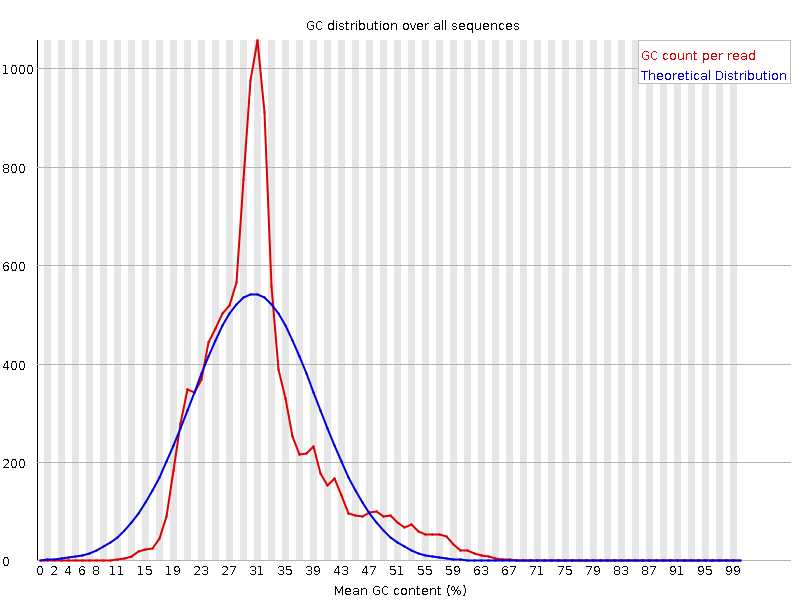 GC distribution over all sequences
GC count per read
Theoretical Distribution
1000
800
600
400
200
0
0 2 4 6 8 11 15 19 23 27 31 35 39 43 47 51 55 59 63 67 71 75 79 83 87 91 95 99
Mean GC content (%)